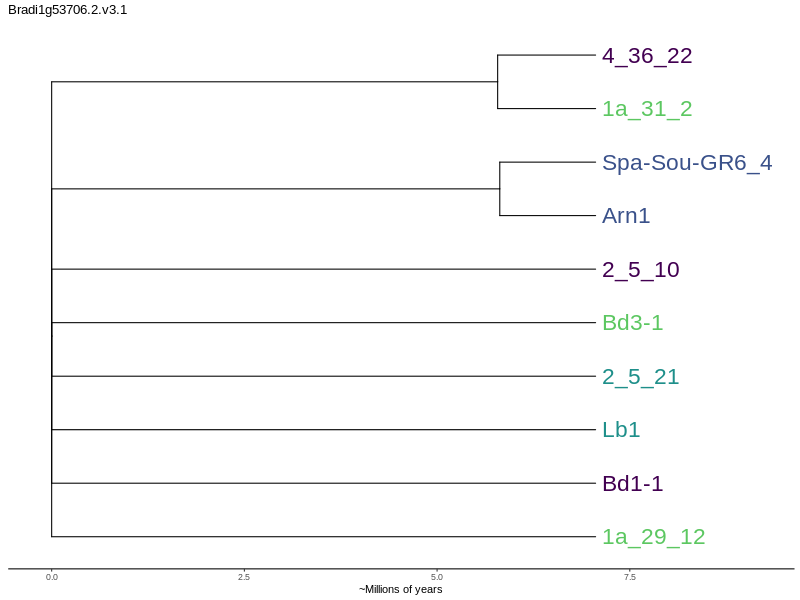 Bradi1g53706.2.v3.1
4_36_22
1a_31_2
Spa-Sou-GR6_4
Arn1
2_5_10
Bd3-1
2_5_21
Lb1
Bd1-1
1a_29_12
0.0 2.5 5.0 7.5
~Millions of years